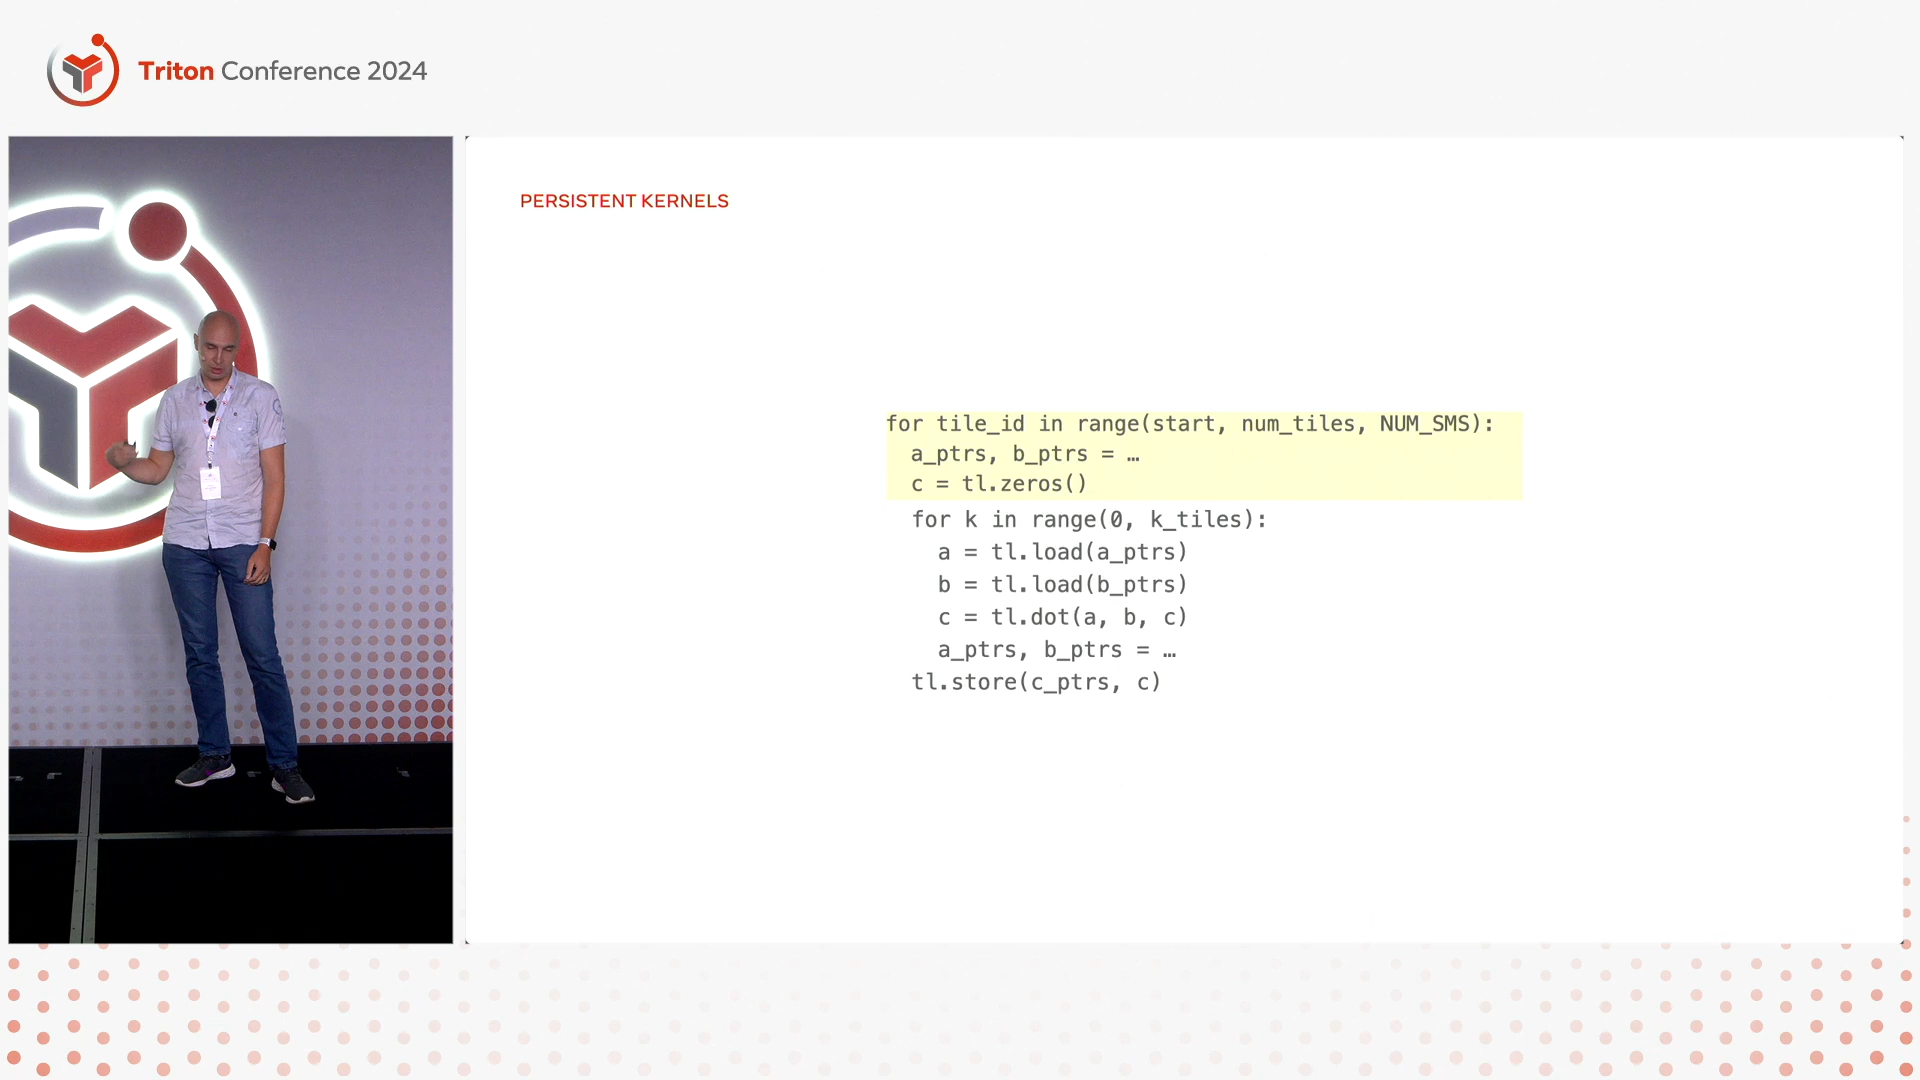 Triton Conference 2024
PERSISTENT KERNELS
for tile_id in range(start, num_tiles, NUM_SMS):
  a_ptrs, b_ptrs = …
  c = tl.zeros()
  for k in range(0, k_tiles):
    a = tl.load(a_ptrs)
    b = tl.load(b_ptrs)
    c = tl.dot(a, b, c)
    a_ptrs, b_ptrs = …
  tl.store(c_ptrs, c)